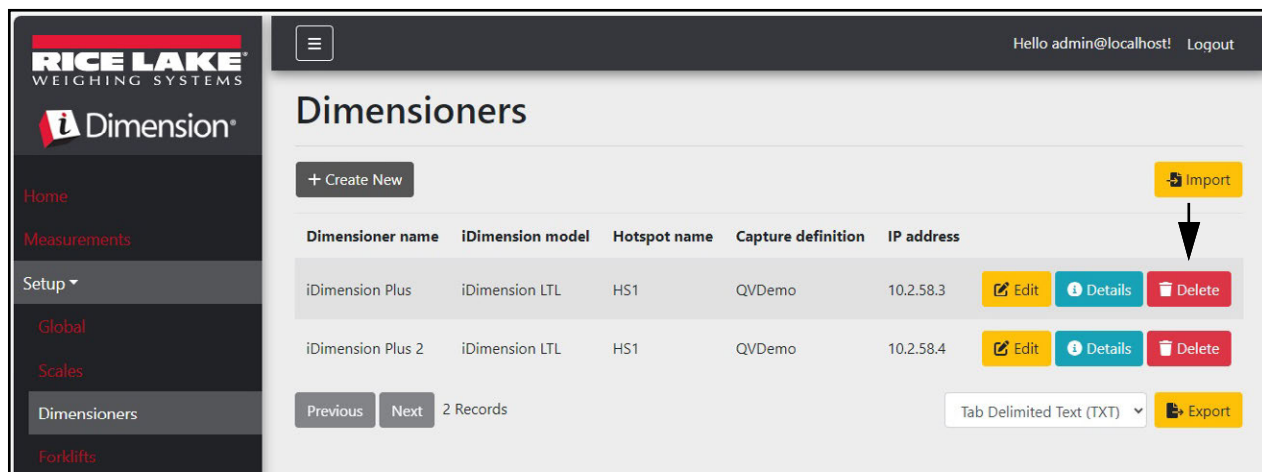 RICE LAKE®
WEIGHING SYSTEMS
i Dimension®
Home
Measurements
Setup
Global
Scales
Dimensioners
Forklifts
Hello admin@localhost! Logout
Dimensioners
+ Create New
Import
Dimensioner name iDimension model Hotspot name Capture definition IP address
iDimension Plus iDimension LTL HS1 QVDemo 10.2.58.3 Edit Details Delete
iDimension Plus 2 iDimension LTL HS1 QVDemo 10.2.58.4 Edit Details Delete
Previous Next 2 Records Tab Delimited Text (TXT) Export